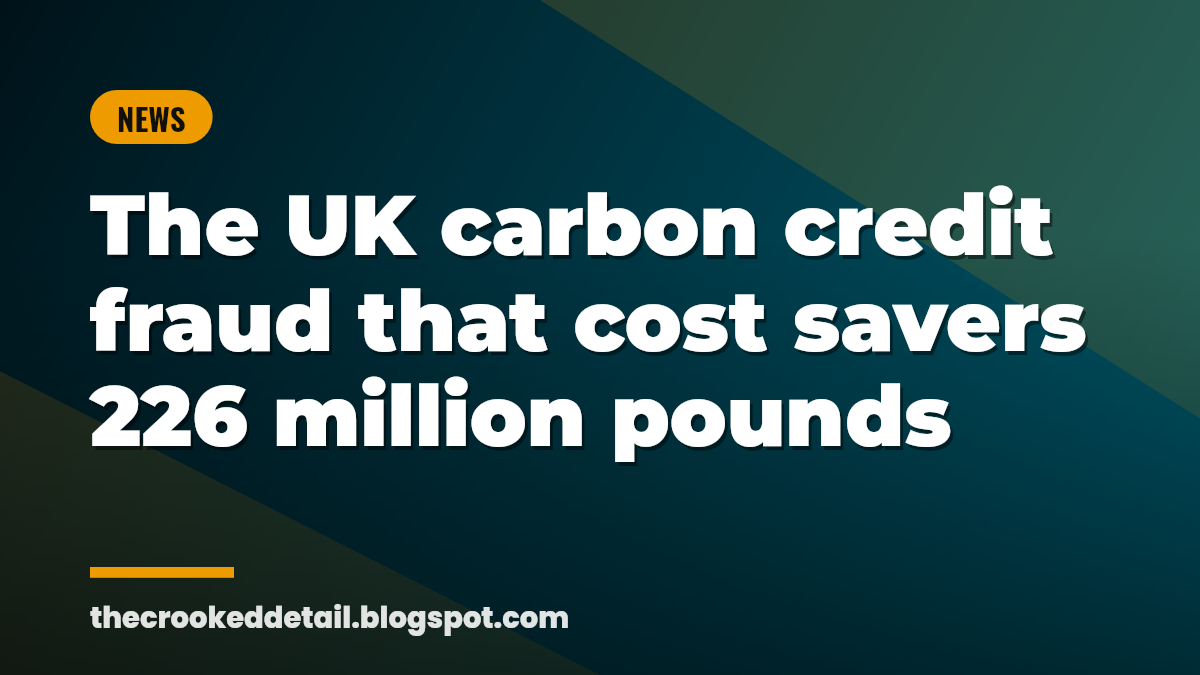 NEWS
The UK carbon credit
fraud that cost savers
226 million pounds
thecrookeddetail.blogspot.com